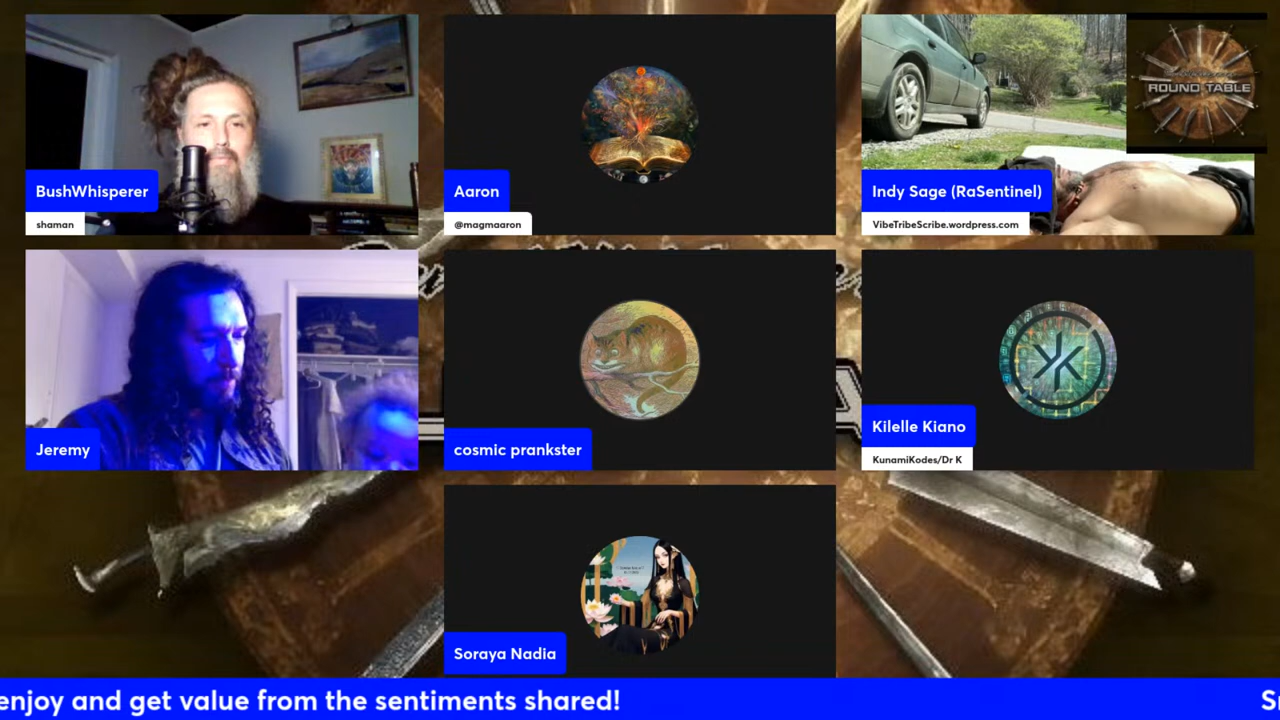 BushWhisperer
shaman
Aaron
@magmaaron
Indy Sage (RaSentinel)
VibeTribeScribe.wordpress.com
ROUND TABLE
Jeremy
cosmic prankster
Kilelle Kiano
KunamiKodes/Dr K
Soraya Nadia
enjoy and get value from the sentiments shared!